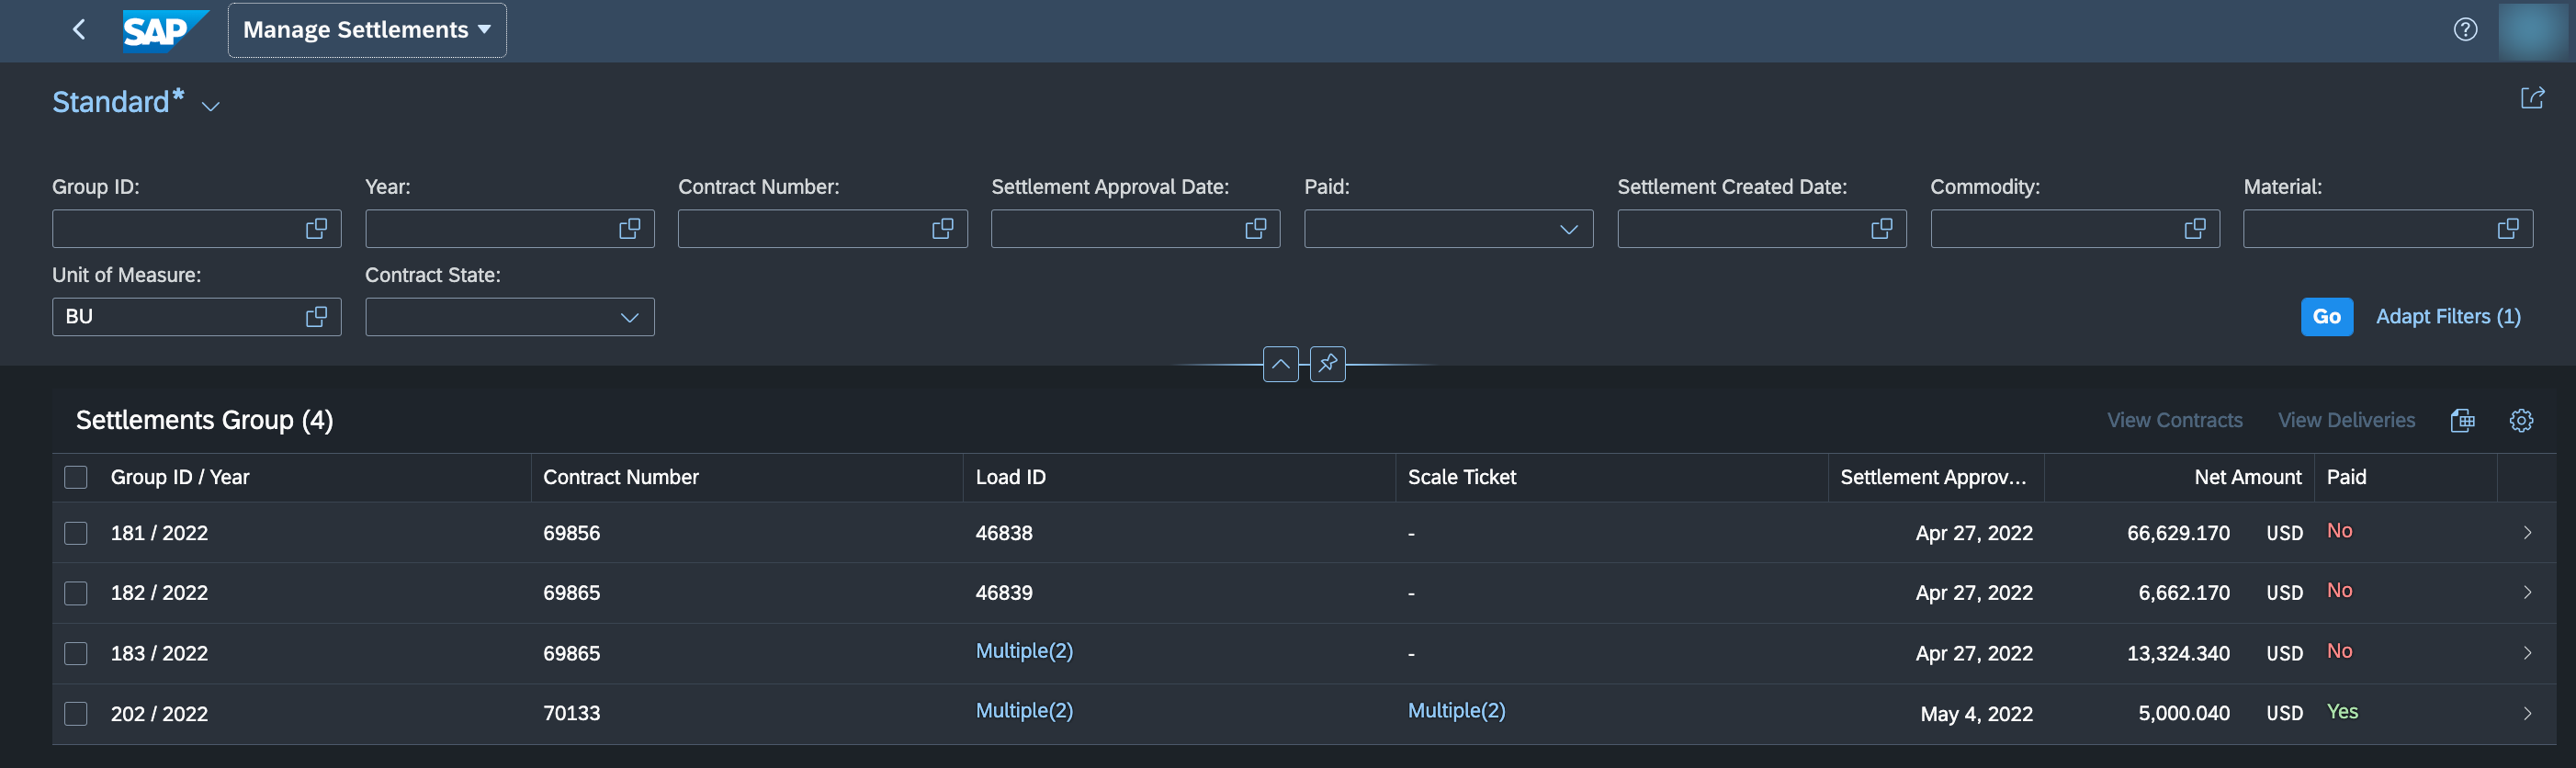 SAP Manage Settlements
Standard*
Group ID: Year: Contract Number: Settlement Approval Date: Paid: Settlement Created Date: Commodity: Material:
Unit of Measure: Contract State:
BU
Go Adapt Filters (1)
Settlements Group (4) View Contracts View Deliveries
Group ID / Year Contract Number Load ID Scale Ticket Settlement Approv... Net Amount Paid
181 / 2022 69856 46838 - Apr 27, 2022 66,629.170 USD No
182 / 2022 69865 46839 - Apr 27, 2022 6,662.170 USD No
183 / 2022 69865 Multiple(2) - Apr 27, 2022 13,324.340 USD No
202 / 2022 70133 Multiple(2) Multiple(2) May 4, 2022 5,000.040 USD Yes